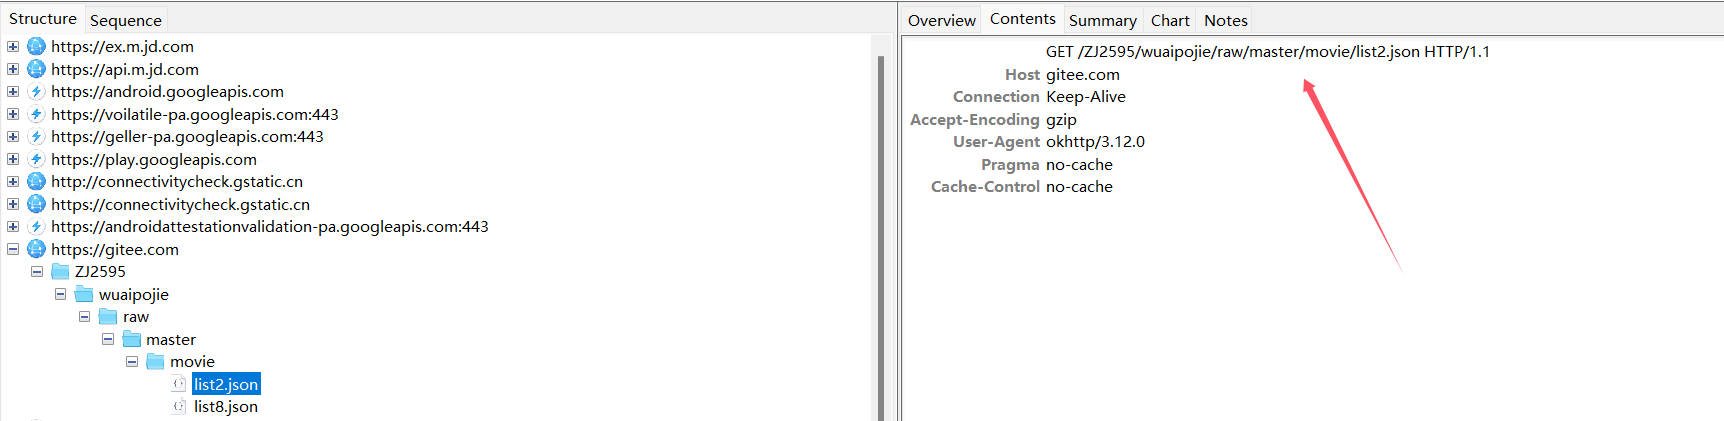 Structure Sequence
https://ex.m.jd.com
https://api.m.jd.com
https://android.googleapis.com
https://voilatile-pa.googleapis.com:443
https://geller-pa.googleapis.com:443
https://play.googleapis.com
http://connectivitycheck.gstatic.cn
https://connectivitycheck.gstatic.cn
https://androidattestationvalidation-pa.googleapis.com:443
https://gitee.com
ZJ2595
wuaipojie
raw
master
movie
list2.json
list8.json
Overview Contents Summary Chart Notes
GET /ZJ2595/wuaipojie/raw/master/movie/list2.json HTTP/1.1
Host gitee.com
Connection Keep-Alive
Accept-Encoding gzip
User-Agent okhttp/3.12.0
Pragma no-cache
Cache-Control no-cache